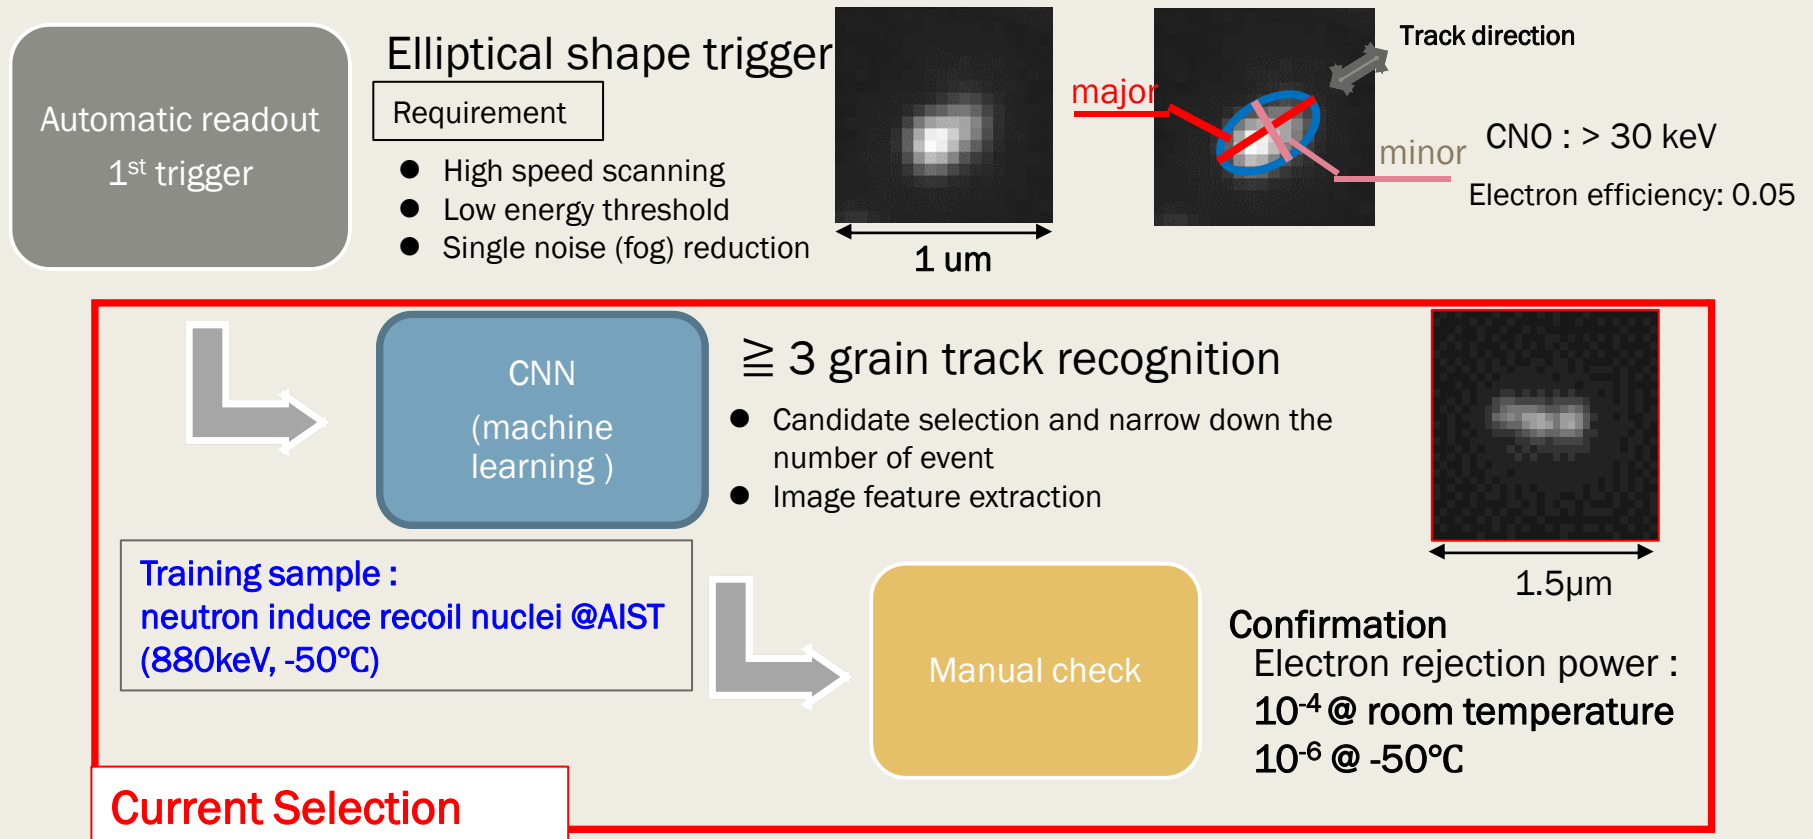 Automatic readout
1st trigger
Elliptical shape trigger
Requirement
● High speed scanning
● Low energy threshold
● Single noise (fog) reduction
1 um
major
Track direction
minor
CNO : > 30 keV
Electron efficiency: 0.05
CNN
(machine
learning )
≧ 3 grain track recognition
● Candidate selection and narrow down the
number of event
● Image feature extraction
1.5μm
Training sample :
neutron induce recoil nuclei @AIST
(880keV, -50℃)
Manual check
Confirmation
Electron rejection power :
10-4 @ room temperature
10-6 @ -50℃
Current Selection